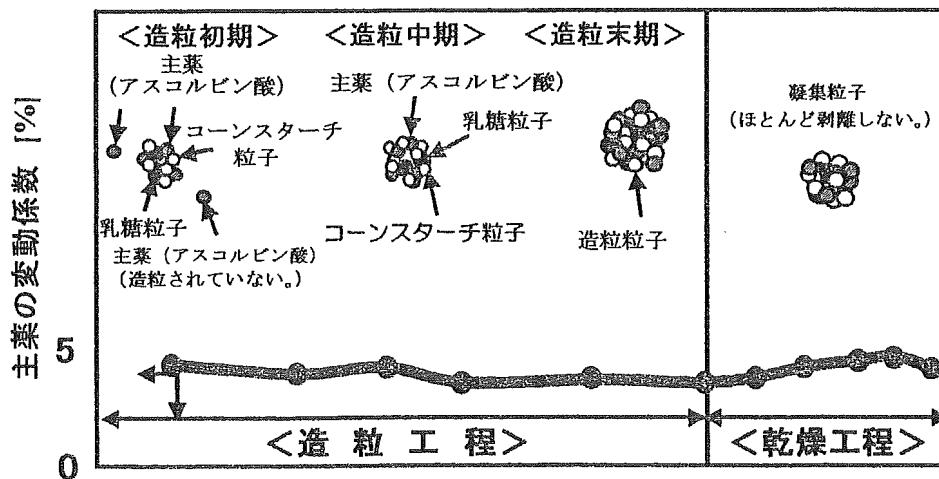 主薬の変動係数 [%]
5
0
<造粒初期>
主薬
(アスコルビン酸)
コーンスターチ
粒子
乳糖粒子
主薬(アスコルビン酸)
(造粒されていない。)
<造粒中期>
主薬(アスコルビン酸)
乳糖粒子
コーンスターチ粒子
<造粒末期>
造粒粒子
凝集粒子
(ほとんど剥離しない。)
<造粒工程>
<乾燥工程>